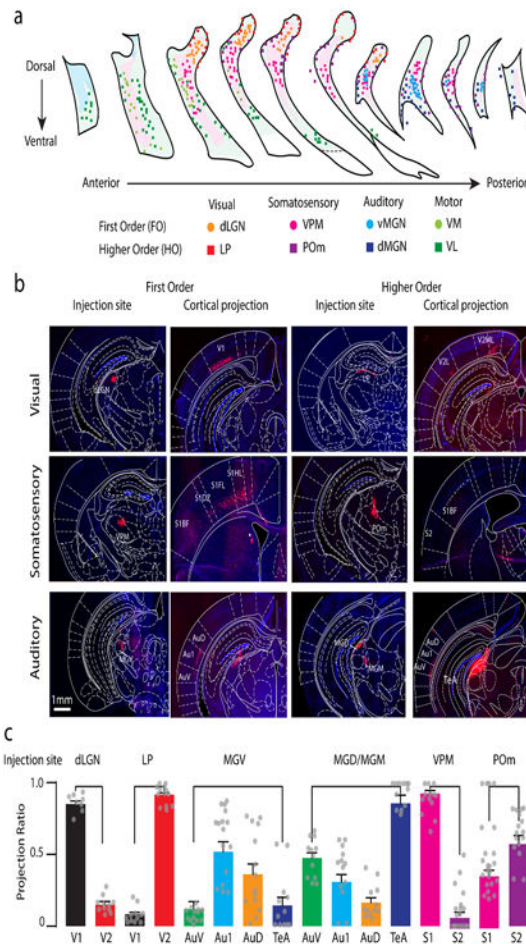 a
Dorsal
Ventral
Anterior
Posterior
Visual Somatosensory Auditory Motor
First Order (FO) dLGN VPM vMGN VM
Higher Order (HO) LP POm dMGN VL
b
First Order Higher Order
Injection site Cortical projection Injection site Cortical projection
Visual
dLGN
V1
V2L
V2ML
Somatosensory
VPM
S1BF
S1DZ
S1FL
S1HL
POm
S2
S1BF
Auditory
1mm
AuD
Au1
AuV
MGD
MGM
AuD
Au1
AuV
TeA
c
Injection site dLGN LP MGV MGD/MGM VPM POm
Projection Ratio
1.0
0.5
0
V1 V2 V1 V2 AuV Au1 AuD TeA AuV Au1 AuD TeA S1 S2 S1 S2